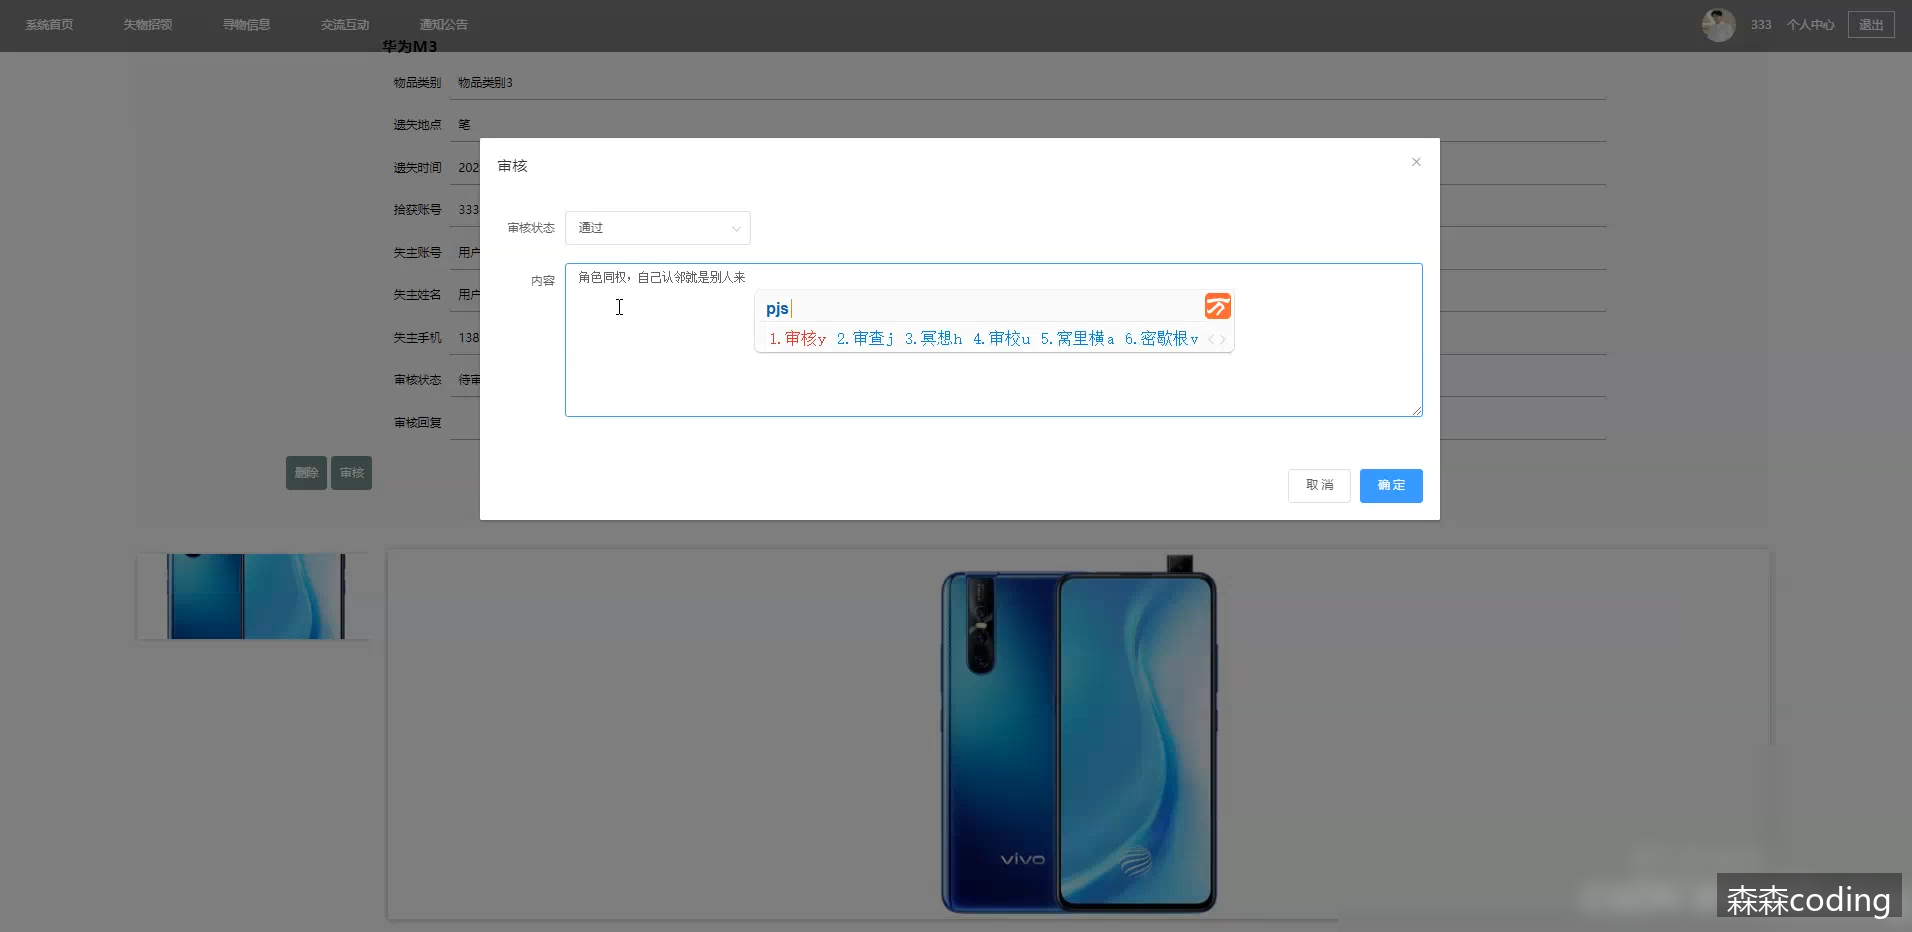 系统首页 失物招领 寻物信息 交流互动 通知公告 333 个人中心 退出
华为M3
物品类别 物品类别3
遗失地点 笔
遗失时间 202
拾获账号 333
失主账号 用户
失主姓名 用户
失主手机 138
审核状态 待审
审核回复
删除 审核
审核
审核状态 通过
内容 角色同权，自己认邻就是别人来
pjs
1.审核y 2.审查j 3.冥想h 4.审校u 5.窝里横a 6.密歇根v
取消 确定
vivo
森森coding